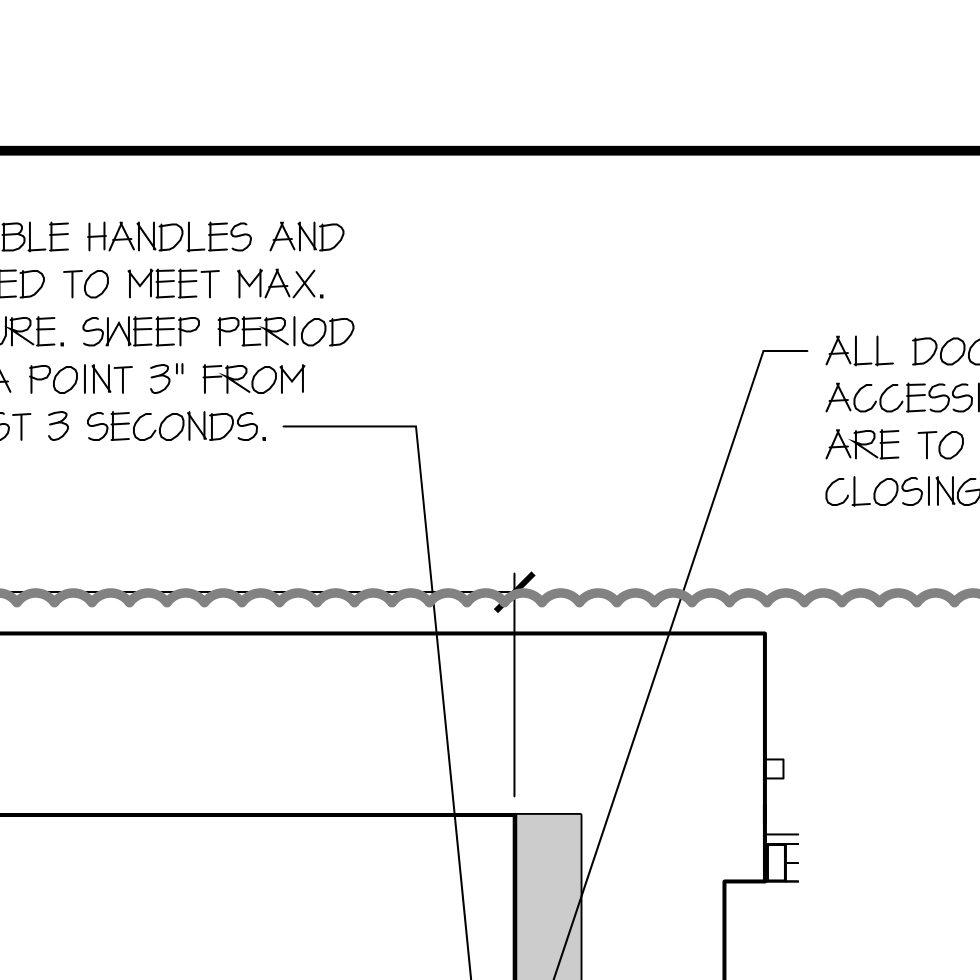 BLE HANDLES AND
ED TO MEET MAX.
URE. SWEEP PERIOD
A POINT 3" FROM
ST 3 SECONDS.
ALL DOO
ACCESSI
ARE TO
CLOSING